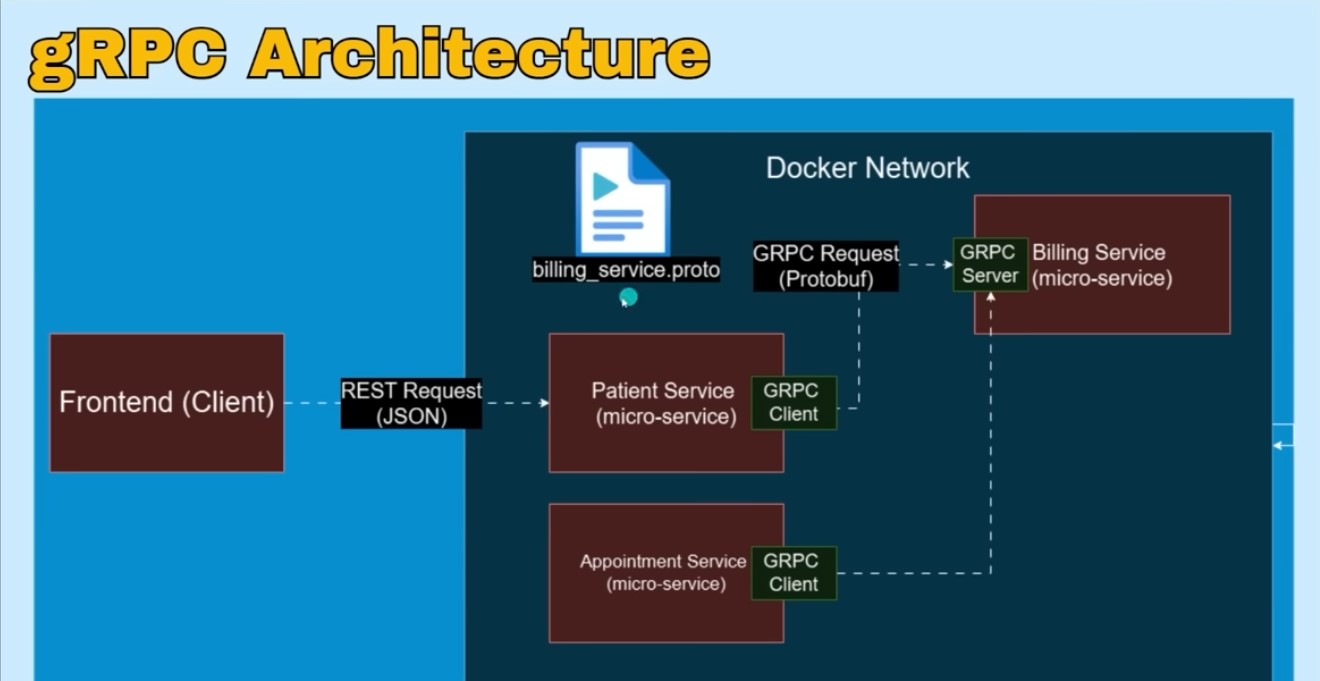 gRPC Architecture
Docker Network
billing_service.proto
GRPC Request
(Protobuf)
GRPC
Server
Billing Service
(micro-service)
Frontend (Client)
REST Request
(JSON)
Patient Service
(micro-service)
GRPC
Client
Appointment Service
(micro-service)
GRPC
Client